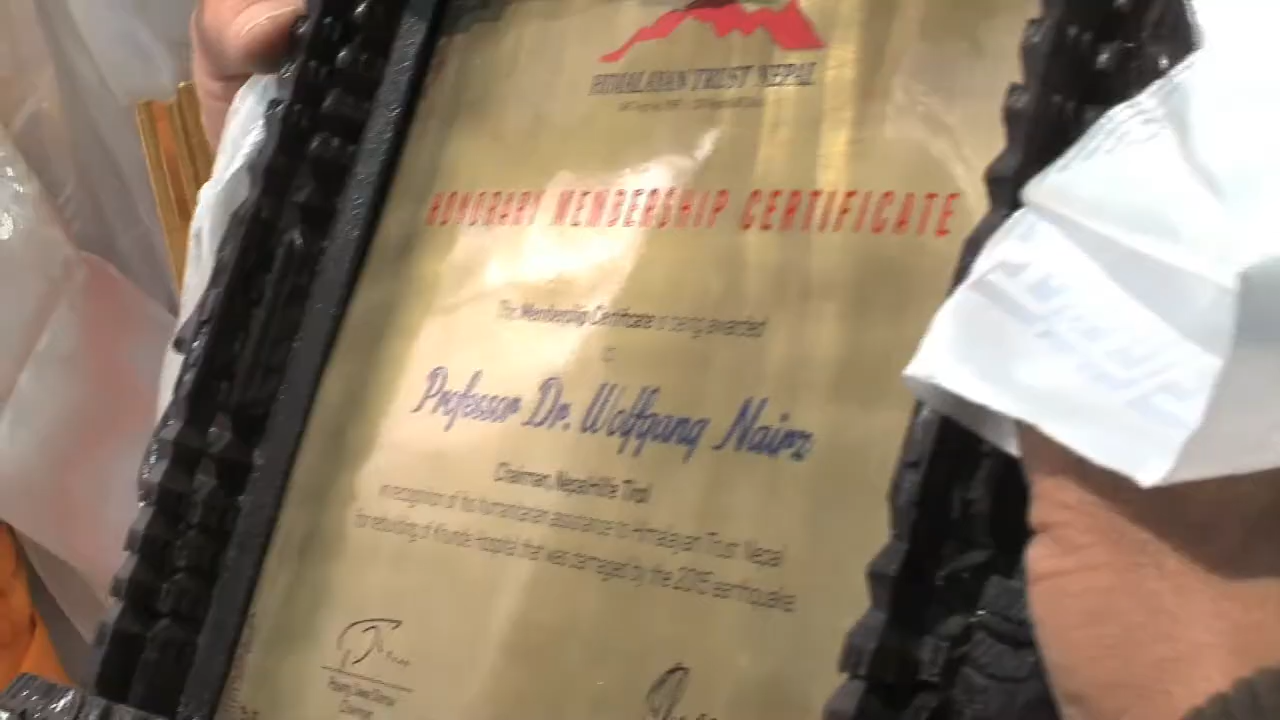 HIMALAYAN TRUST NEPAL
HONORARY MEMBERSHIP CERTIFICATE
The Membership Certificate is being awarded
Professor Dr. Wolfgang Nairz
Chairman, Nepalhilfe Tirol
in recognition of his humanitarian assistance to Himalayan Trust Nepal
for rebuilding of Khunde Hospital that was damaged by the 2015 earthquake